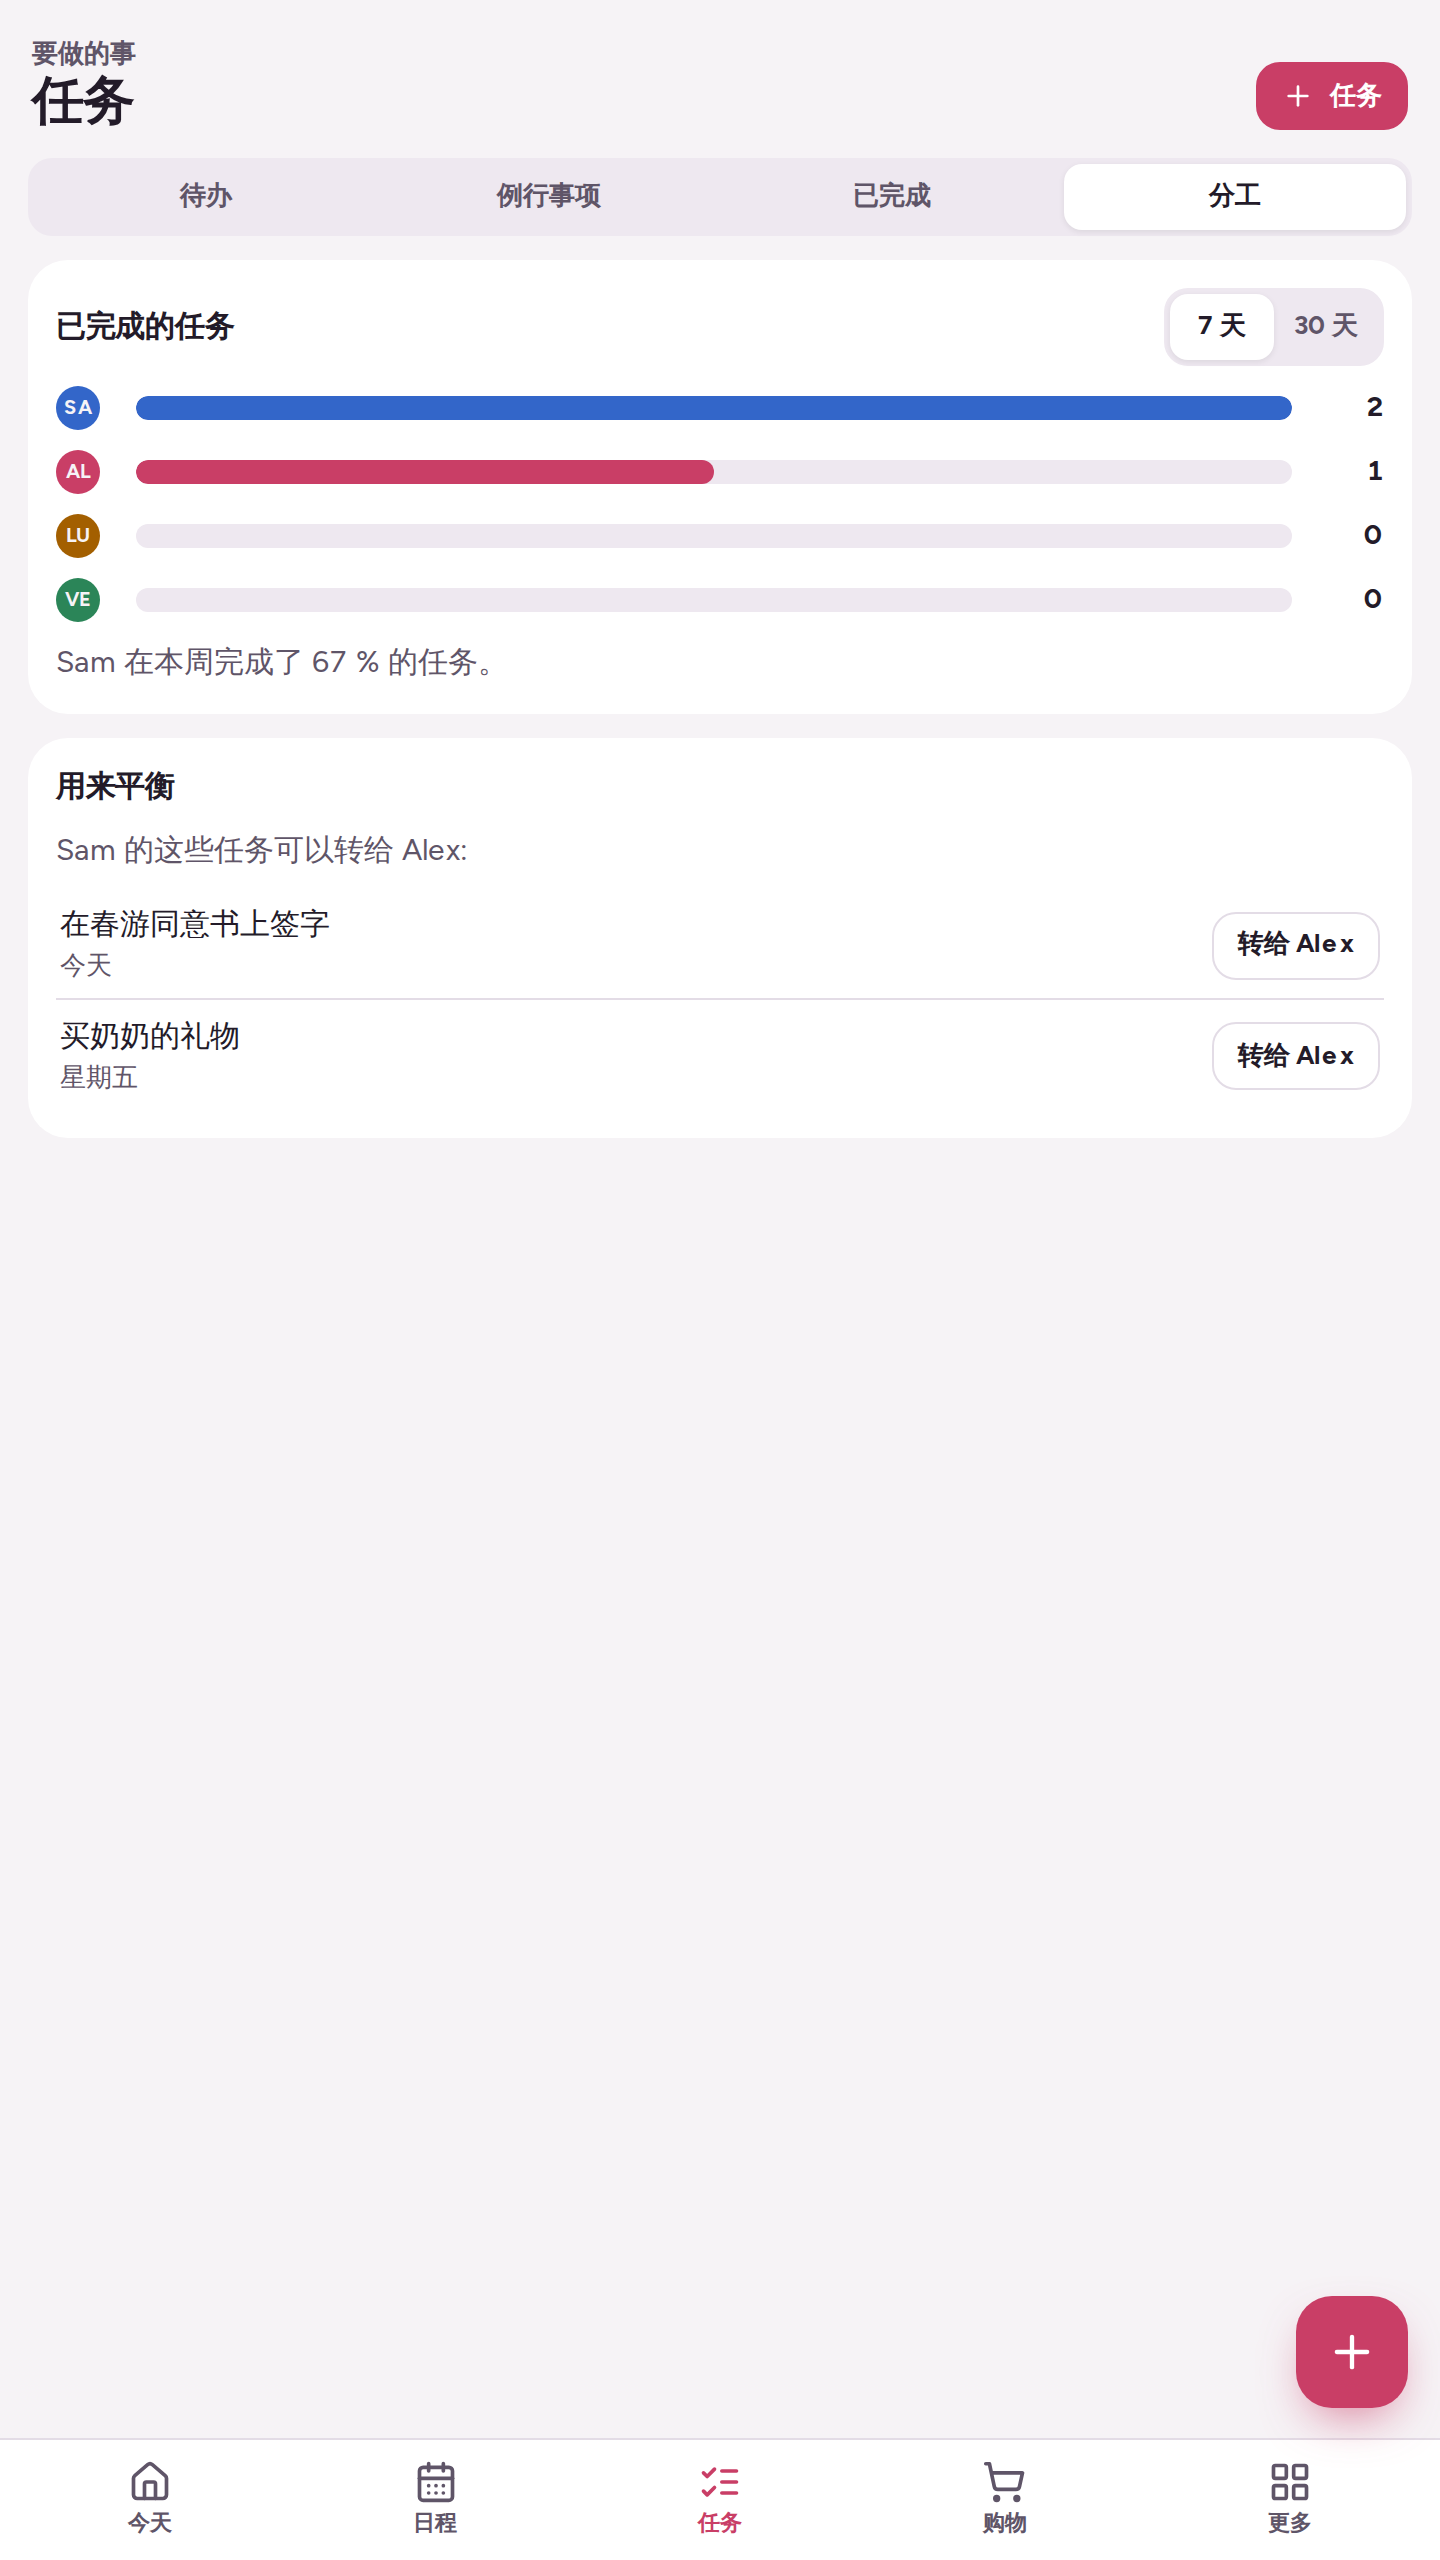 要做的事
任务
任务
待办
例行事项
已完成
分工
已完成的任务
7 天
30 天
SA
2
AL
1
LU
0
VE
0
Sam 在本周完成了 67 % 的任务。
用来平衡
Sam 的这些任务可以转给 Alex:
在春游同意书上签字
今天
转给 Alex
买奶奶的礼物
星期五
转给 Alex
今天
日程
任务
购物
更多